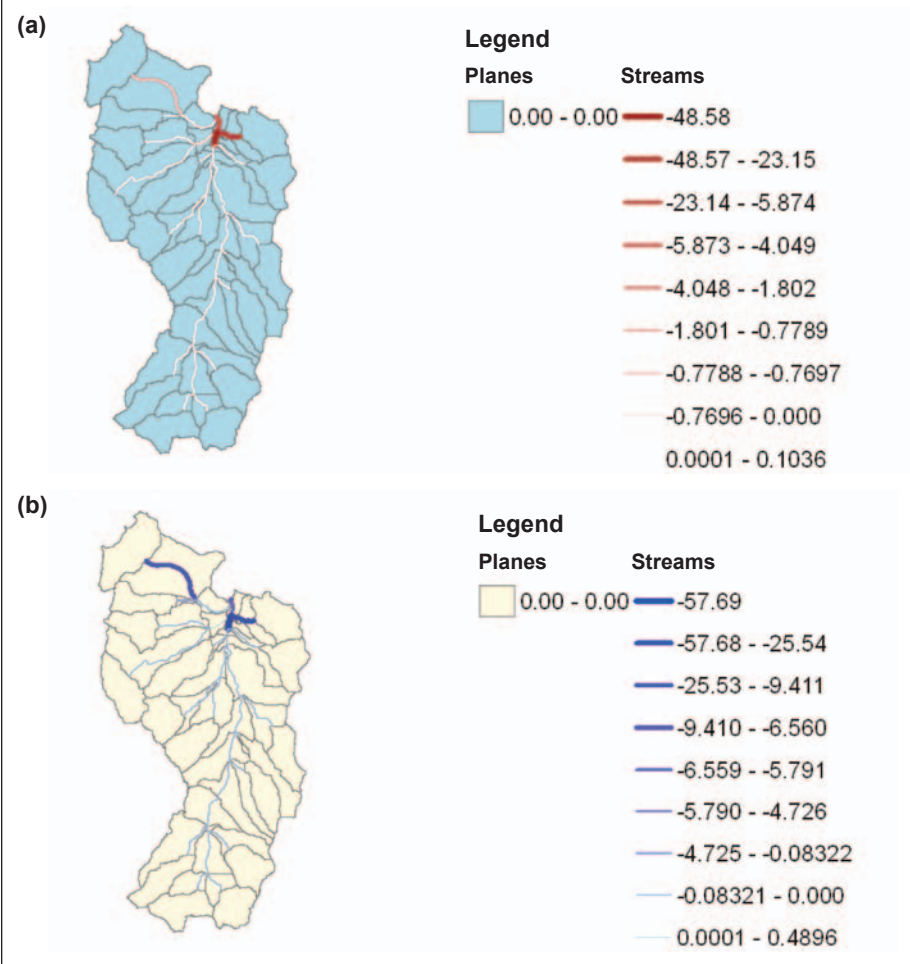 (a)
Legend
Planes Streams
0.00 - 0.00 -48.58
-48.57 - -23.15
-23.14 - -5.874
-5.873 - -4.049
-4.048 - -1.802
-1.801 - -0.7789
-0.7788 - -0.7697
-0.7696 - 0.000
0.0001 - 0.1036
(b)
Legend
Planes Streams
0.00 - 0.00 -57.69
-57.68 - -25.54
-25.53 - -9.411
-9.410 - -6.560
-6.559 - -5.791
-5.790 - -4.726
-4.725 - -0.08322
-0.08321 - 0.000
0.0001 - 0.4896